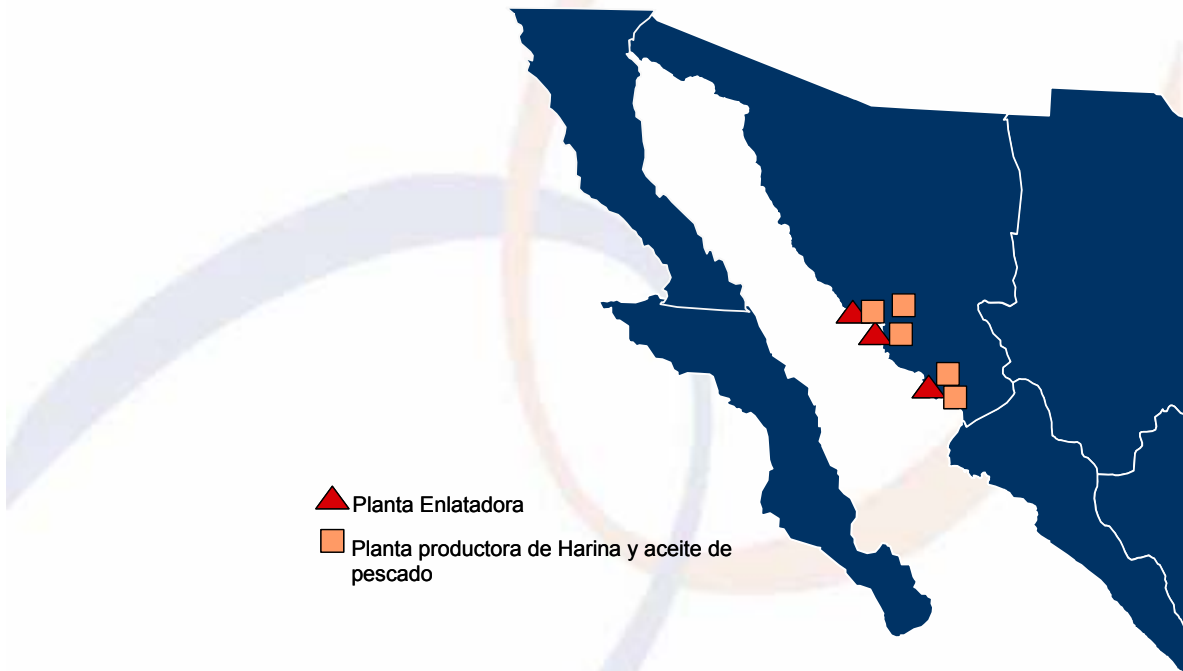 Planta Enlatadora
Planta productora de Harina y aceite de
pescado